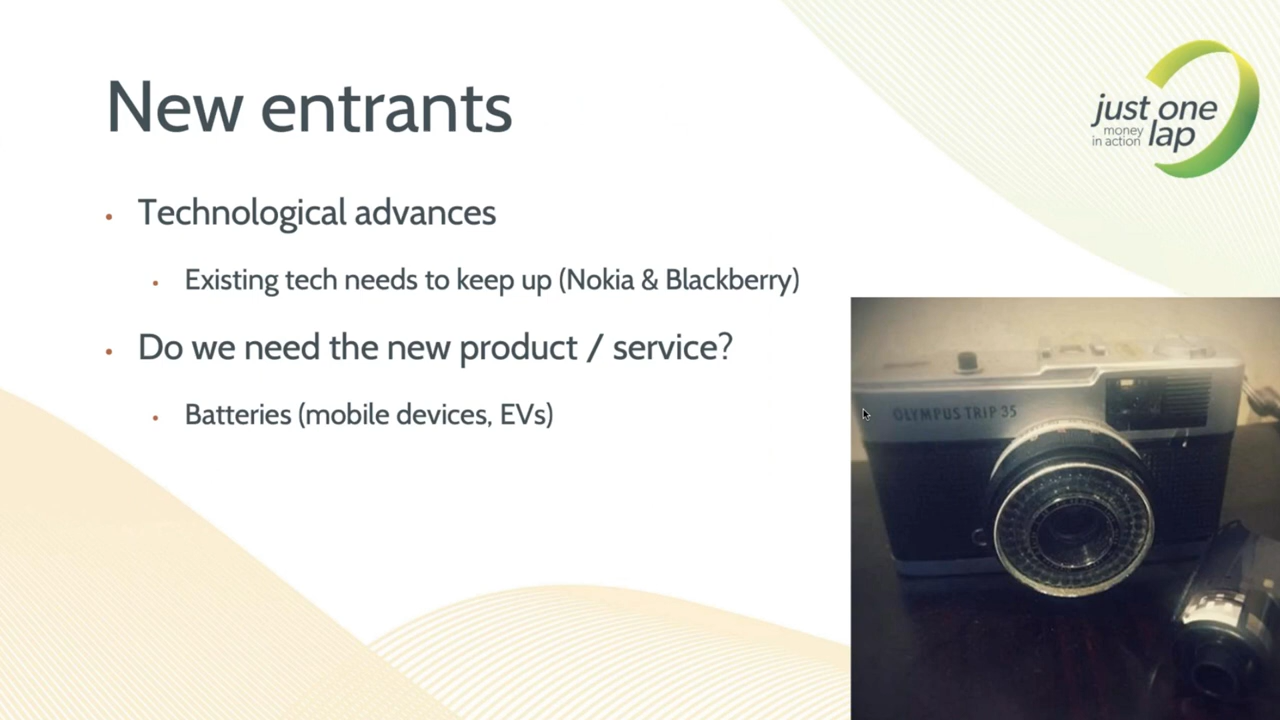 New entrants
just one
money
in action lap
• Technological advances
• Existing tech needs to keep up (Nokia & Blackberry)
• Do we need the new product / service?
• Batteries (mobile devices, EVs)
OLYMPUS TRIP 35